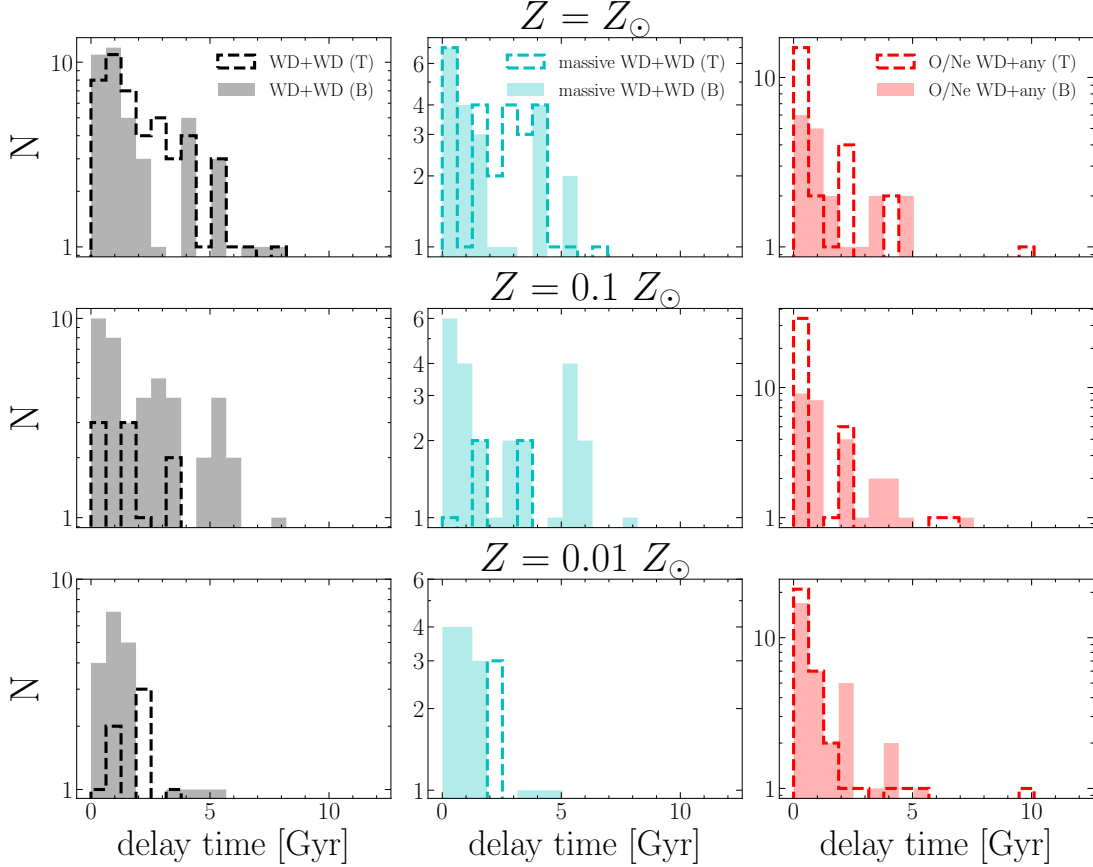 Z = Z⊙
N
10
1
WD+WD (T)
WD+WD (B)
6
4
3
2
1
massive WD+WD (T)
massive WD+WD (B)
10
1
O/Ne WD+any (T)
O/Ne WD+any (B)
Z = 0.1 Z⊙
N
10
1
6
4
3
2
1
10
1
Z = 0.01 Z⊙
N
10
1
6
4
3
2
1
10
1
0 5 10
0 5 10
0 5 10
delay time [Gyr]
delay time [Gyr]
delay time [Gyr]